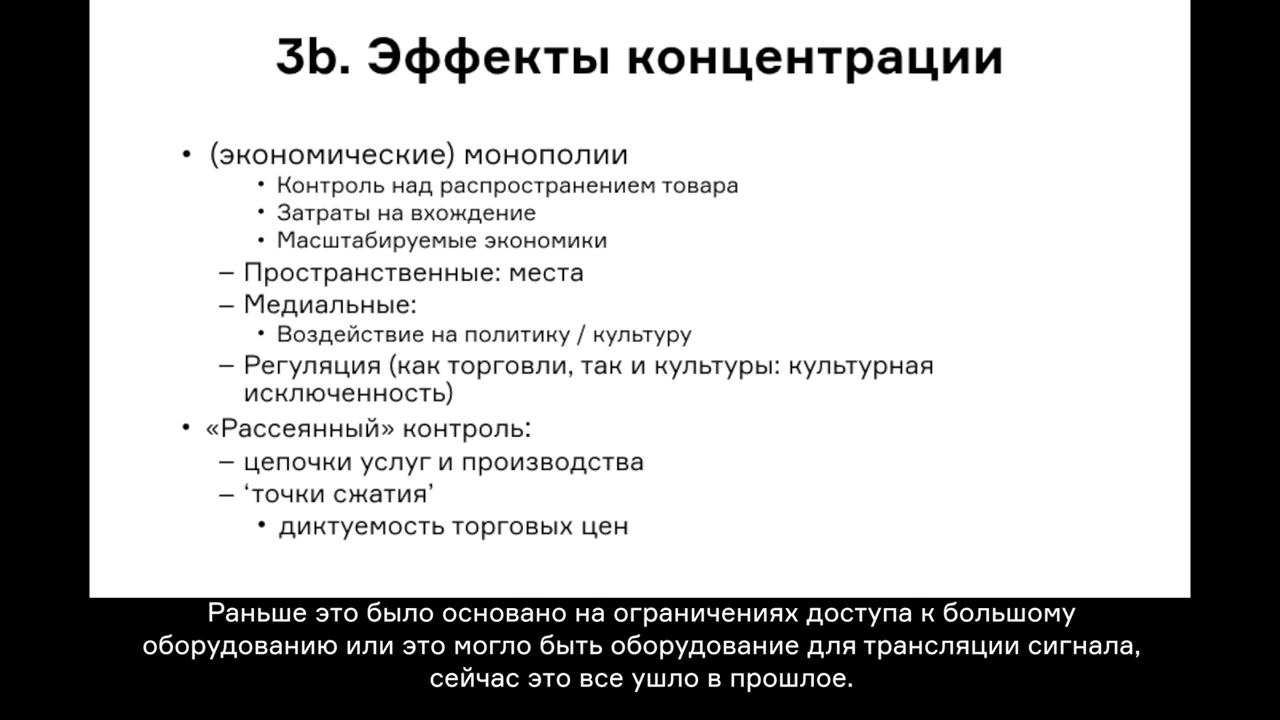 3b. Эффекты концентрации
• (экономические) монополии
• Контроль над распространением товара
• Затраты на вхождение
• Масштабируемые экономики
– Пространственные: места
– Медиальные:
• Воздействие на политику / культуру
– Регуляция (как торговли, так и культуры: культурная
исключенность)
• «Рассеянный» контроль:
– цепочки услуг и производства
– ‘точки сжатия’
• диктуемость торговых цен
Раньше это было основано на ограничениях доступа к большому
оборудованию или это могло быть оборудование для трансляции сигнала,
сейчас это все ушло в прошлое.